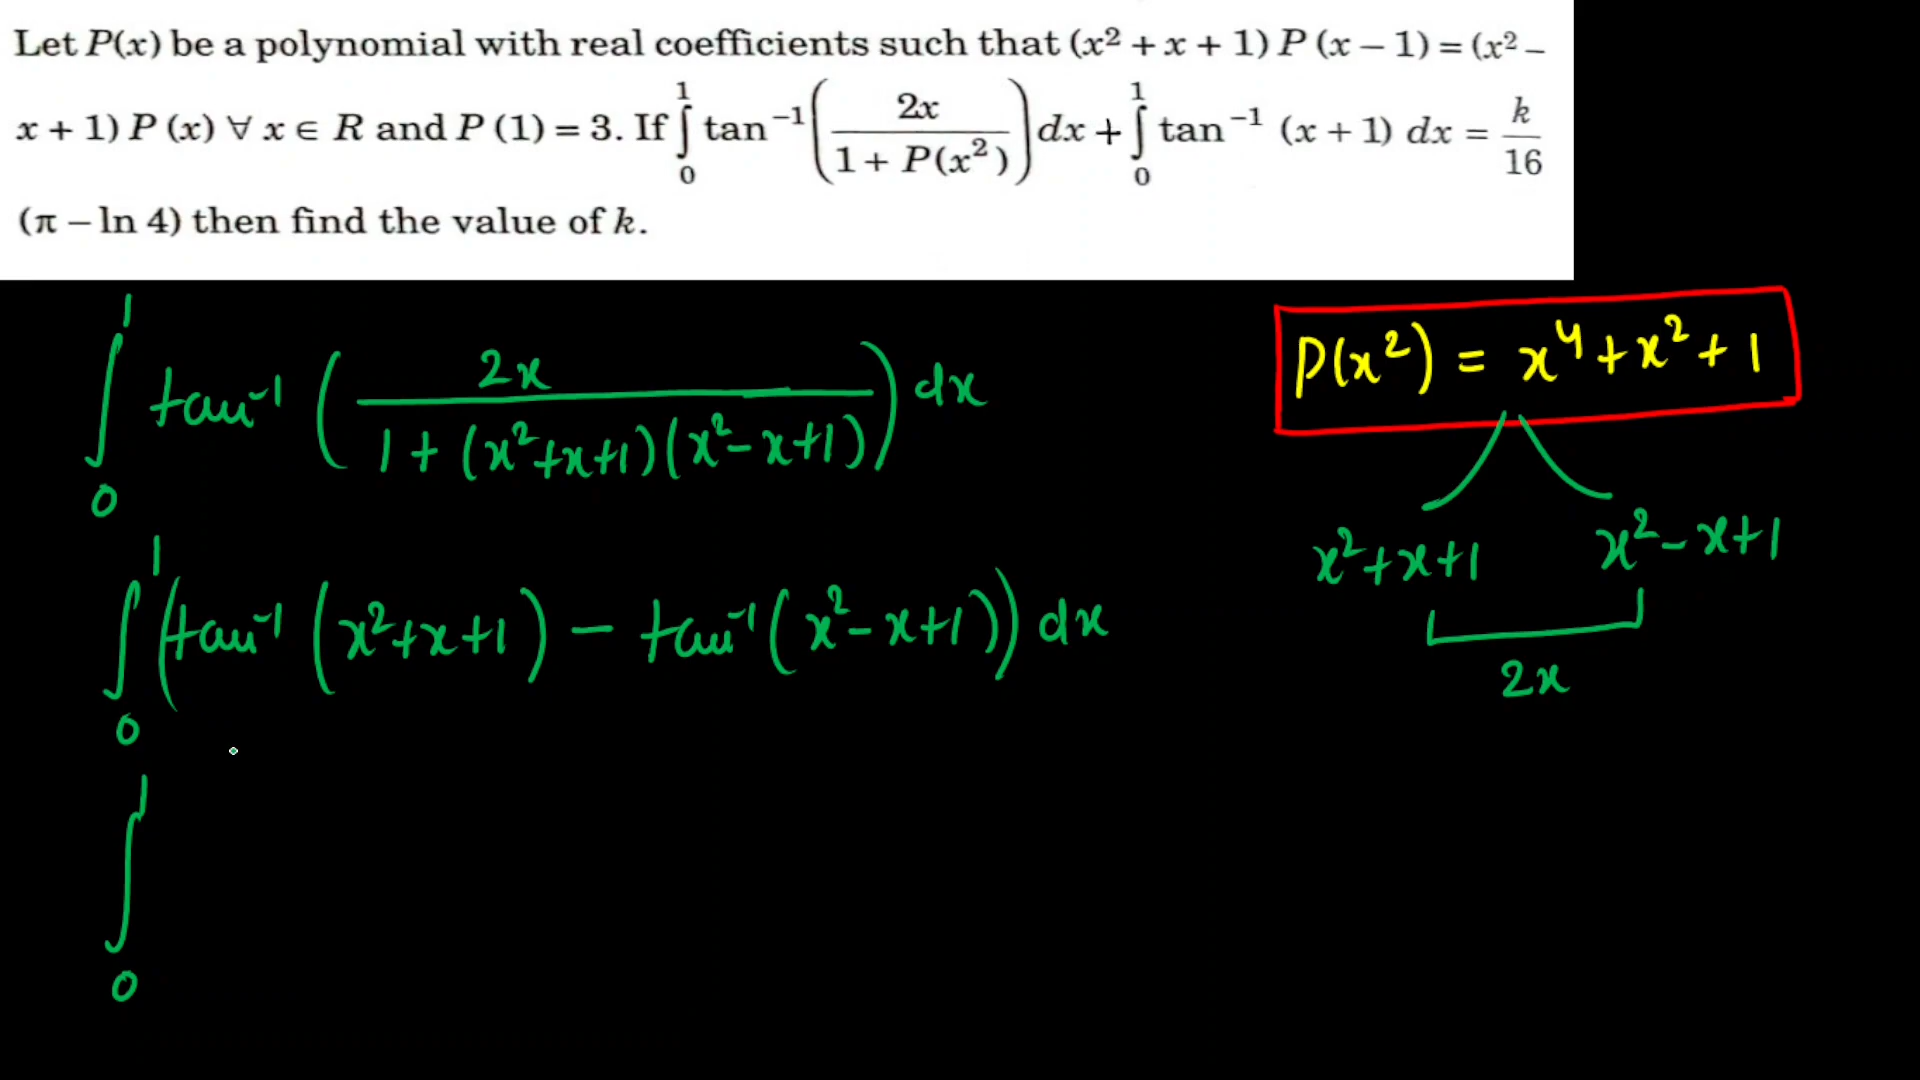 Let P(x) be a polynomial with real coefficients such that (x² + x + 1) P (x – 1) = (x² –
x + 1) P (x) ∀ x ∈ R and P (1) = 3. If ∫₀¹ tan⁻¹ (2x / (1 + P(x²))) dx + ∫₀¹ tan⁻¹ (x + 1) dx = k/16
(π – ln 4) then find the value of k.
∫₀¹ tan⁻¹ (2x / (1 + (x²+x+1)(x²-x+1))) dx
P(x²) = x⁴+x²+1
x²+x+1 x²-x+1
∫₀¹ (tan⁻¹ (x²+x+1) - tan⁻¹ (x²-x+1)) dx
2x
∫₀¹